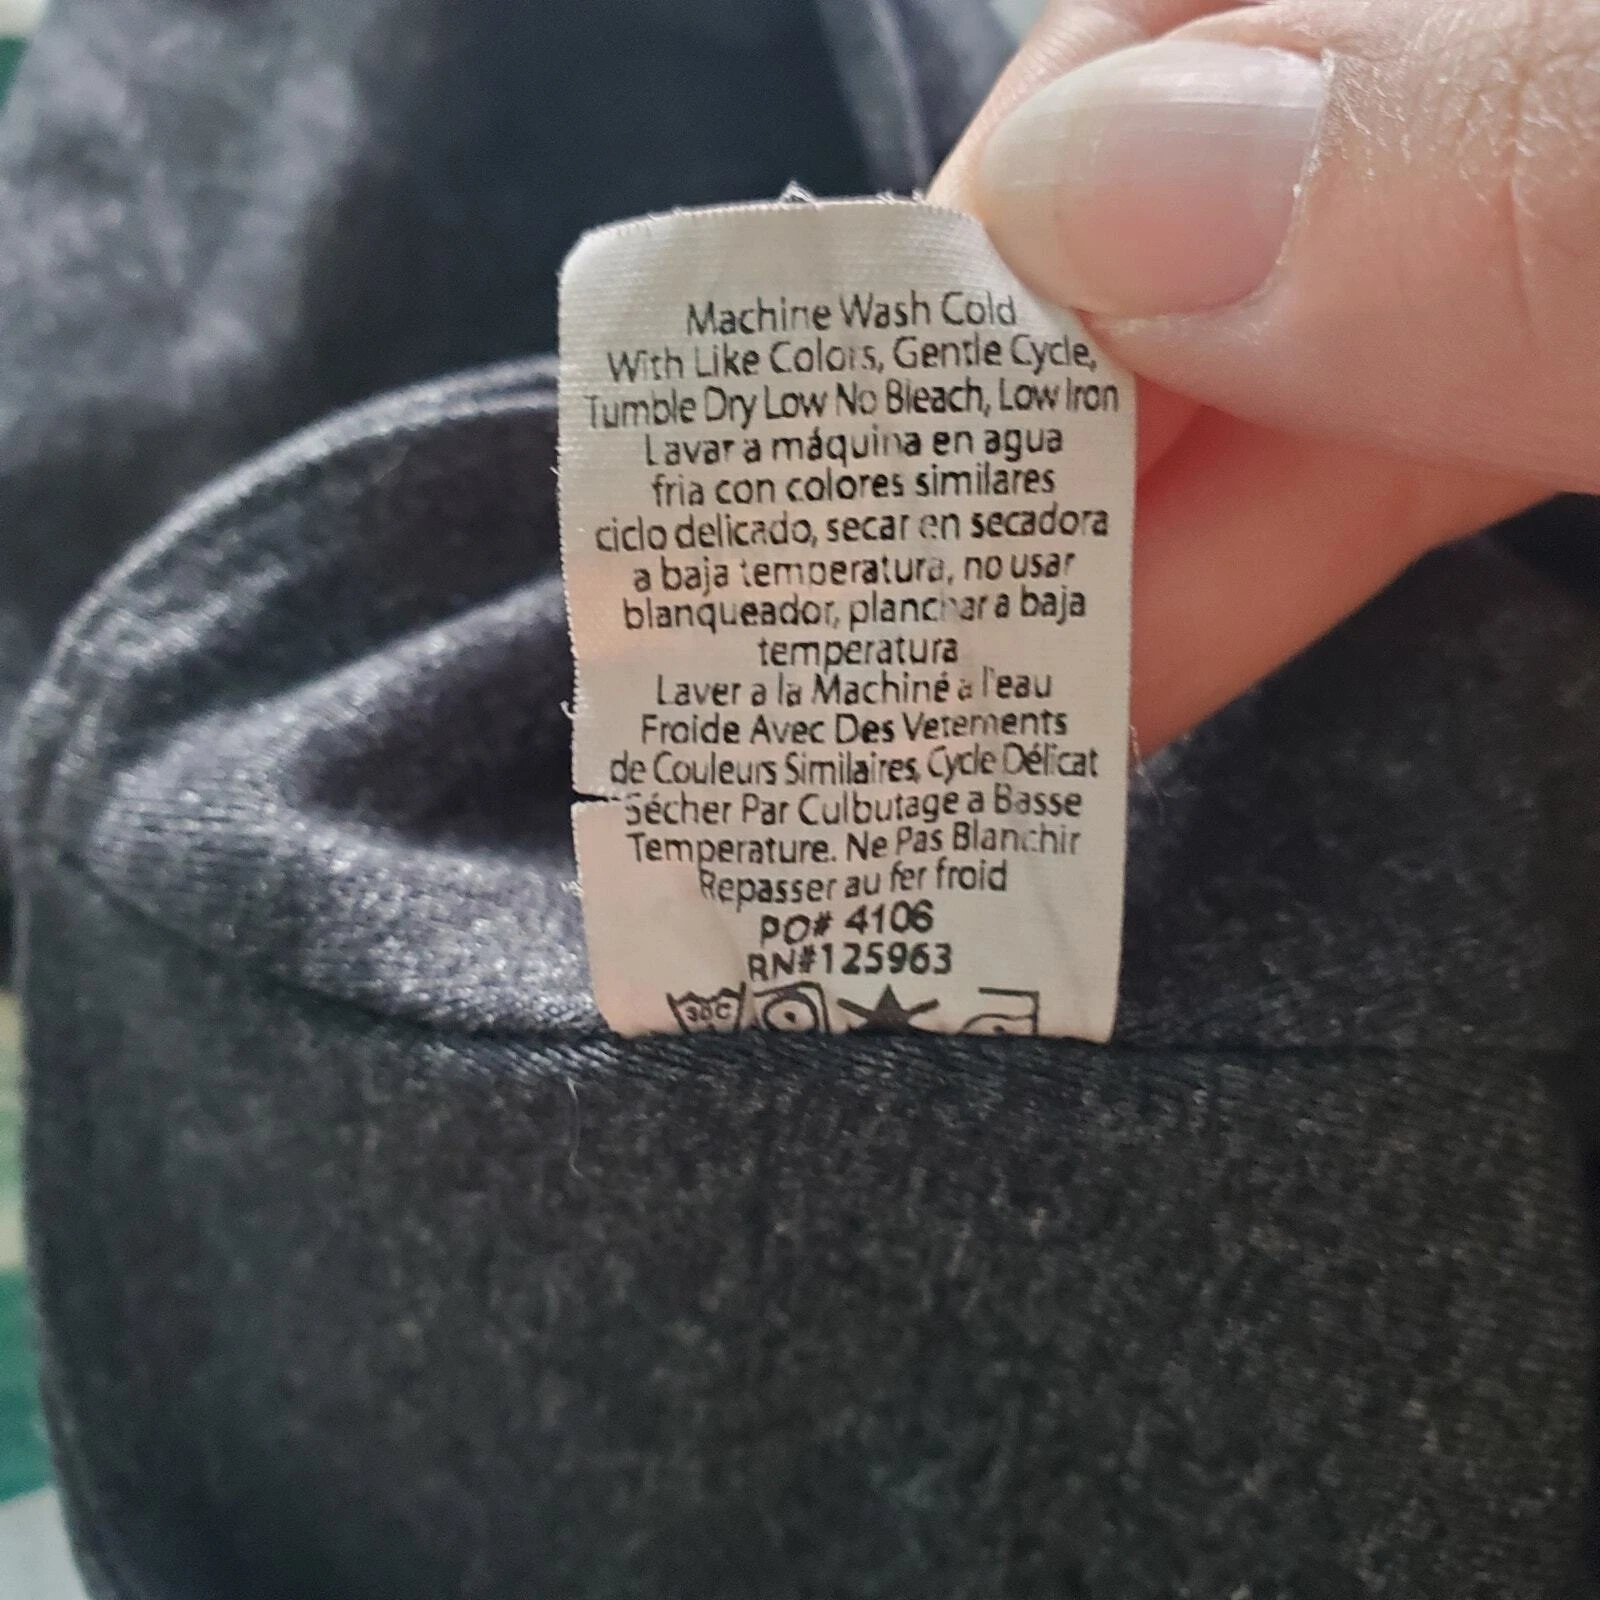 Machine Wash Cold
With Like Colors, Gentle Cycle,
Tumble Dry Low No Bleach, Low Iron
Lavar a máquina en agua
fria con colores similares
ciclo delicado, secar en secadora
a baja temperatura, no usar
blanqueador, planchar a baja
temperatura
Laver a la Machiné a l'eau
Froide Avec Des Vetements
de Couleurs Similaires, Cycle Délicat
Sécher Par Culbutage a Basse
Temperature. Ne Pas Blanchir
Repasser au fer froid
PO# 4106
RN#125963
30C